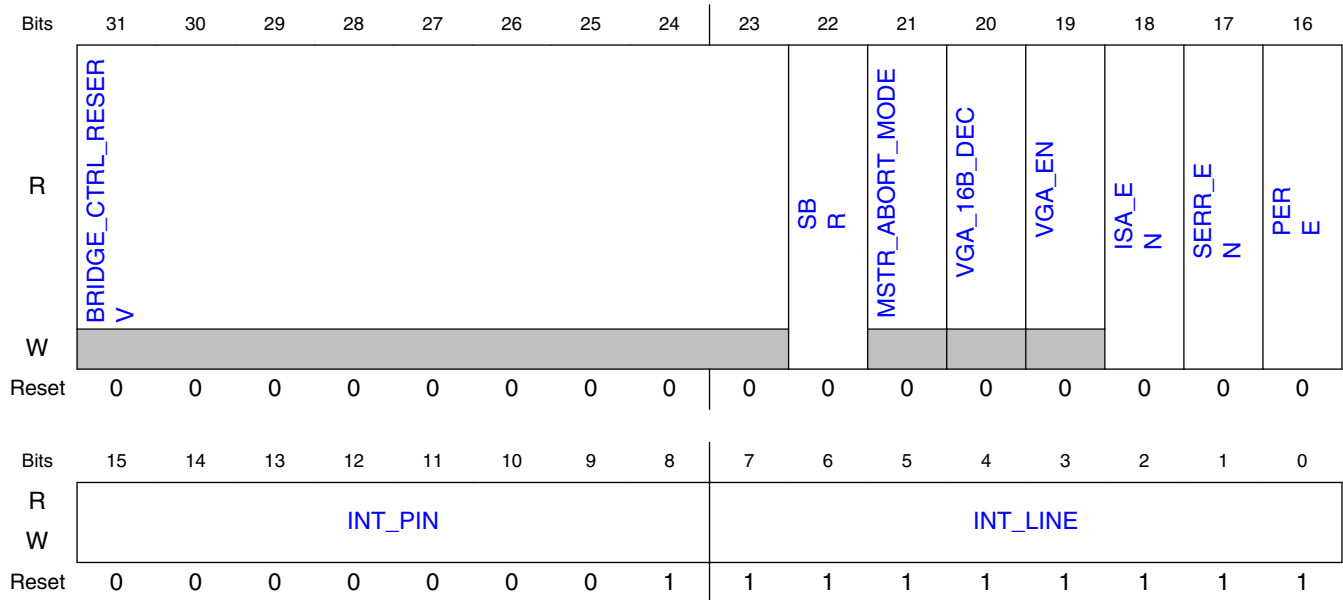 Bits 31 30 29 28 27 26 25 24 23 22 21 20 19 18 17 16
R
BRIDGE_CTRL_RESER
V
SB
R
MSTR_ABORT_MODE
VGA_16B_DEC
VGA_EN
ISA_E
N
SERR_E
N
PER
E
W
Reset 0 0 0 0 0 0 0 0 0 0 0 0 0 0 0 0
Bits 15 14 13 12 11 10 9 8 7 6 5 4 3 2 1 0
R
INT_PIN INT_LINE
W
Reset 0 0 0 0 0 0 0 1 1 1 1 1 1 1 1 1